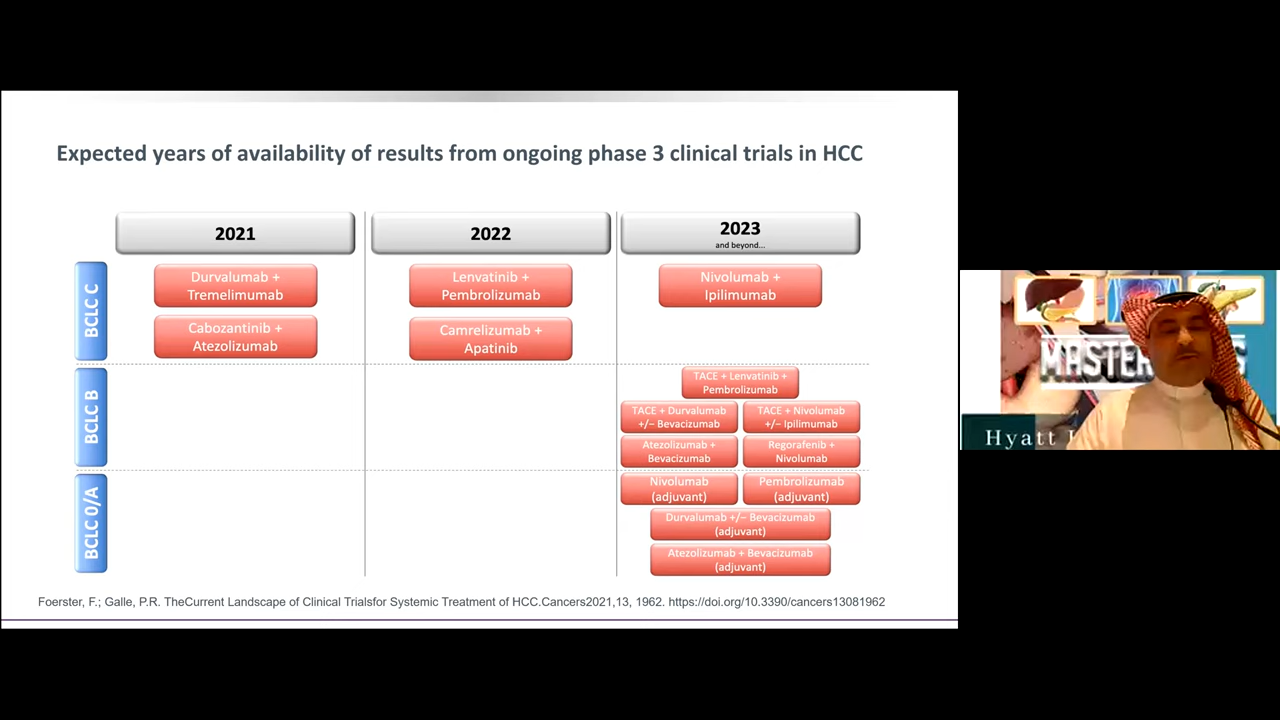 Expected years of availability of results from ongoing phase 3 clinical trials in HCC
2021
2022
2023
and beyond...
BCLC C
Durvalumab +
Tremelimumab
Lenvatinib +
Pembrolizumab
Nivolumab +
Ipilimumab
Cabozantinib +
Atezolizumab
Camrelizumab +
Apatinib
BCLC B
TACE + Lenvatinib +
Pembrolizumab
TACE + Durvalumab
+/− Bevacizumab
TACE + Nivolumab
+/− Ipilimumab
Atezolizumab +
Bevacizumab
Regorafenib +
Nivolumab
BCLC 0/A
Nivolumab
(adjuvant)
Pembrolizumab
(adjuvant)
Durvalumab +/− Bevacizumab
(adjuvant)
Atezolizumab + Bevacizumab
(adjuvant)
Foerster, F.; Galle, P.R. TheCurrent Landscape of Clinical Trialsfor Systemic Treatment of HCC.Cancers2021,13, 1962. https://doi.org/10.3390/cancers13081962
Hyatt